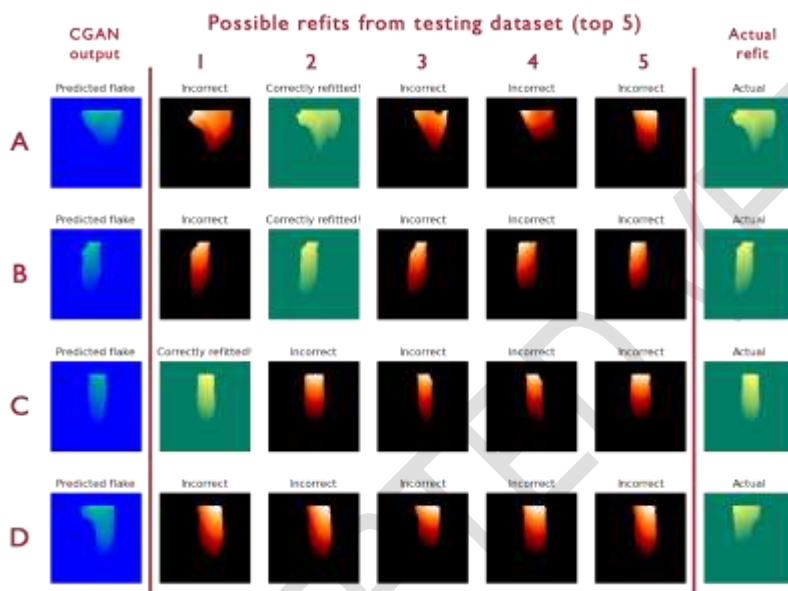 CGAN output
Possible refits from testing dataset (top 5)
Actual refit
1 2 3 4 5
Predicted flake Incorrect Correctly refitted! Incorrect Incorrect Incorrect Actual
A
Predicted flake Incorrect Correctly refitted! Incorrect Incorrect Incorrect Actual
B
Predicted flake Correctly refitted! Incorrect Incorrect Incorrect Incorrect Actual
C
Predicted flake Incorrect Incorrect Incorrect Incorrect Incorrect Actual
D